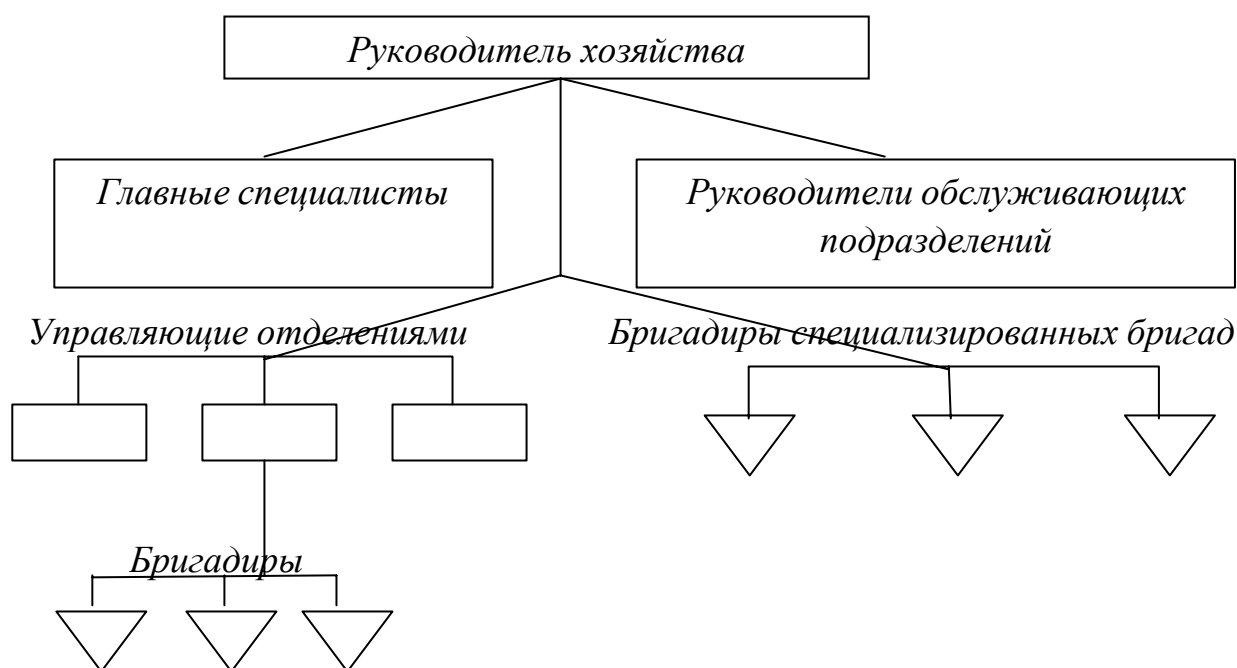 Руководитель хозяйства
Главные специалисты
Руководители обслуживающих
подразделений
Управляющие отделениями
Бригадиры специализированных бригад
Бригадиры